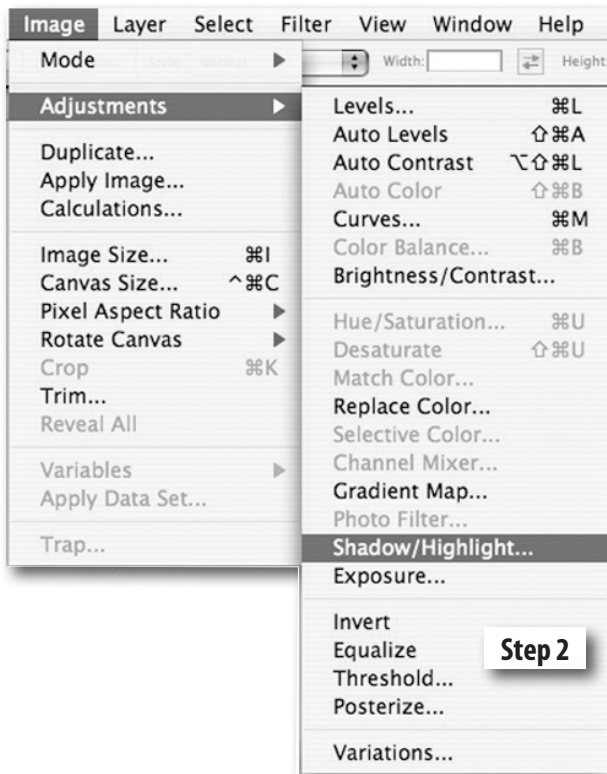 Image Layer Select Filter View Window Help
Mode ▶ Width: Height:
Adjustments ▶
Duplicate...
Apply Image...
Calculations...
Image Size... ⌘I
Canvas Size... ^⌘C
Pixel Aspect Ratio ▶
Rotate Canvas ▶
Crop ⌘K
Trim...
Reveal All
Variables ▶
Apply Data Set...
Trap...
Levels... ⌘L
Auto Levels ⇧⌘A
Auto Contrast ⌥⇧⌘L
Auto Color ⇧⌘B
Curves... ⌘M
Color Balance... ⌘B
Brightness/Contrast...
Hue/Saturation... ⌘U
Desaturate ⇧⌘U
Match Color...
Replace Color...
Selective Color...
Channel Mixer...
Gradient Map...
Photo Filter...
Shadow/Highlight...
Exposure...
Invert
Equalize
Threshold...
Posterize...
Variations...
Step 2